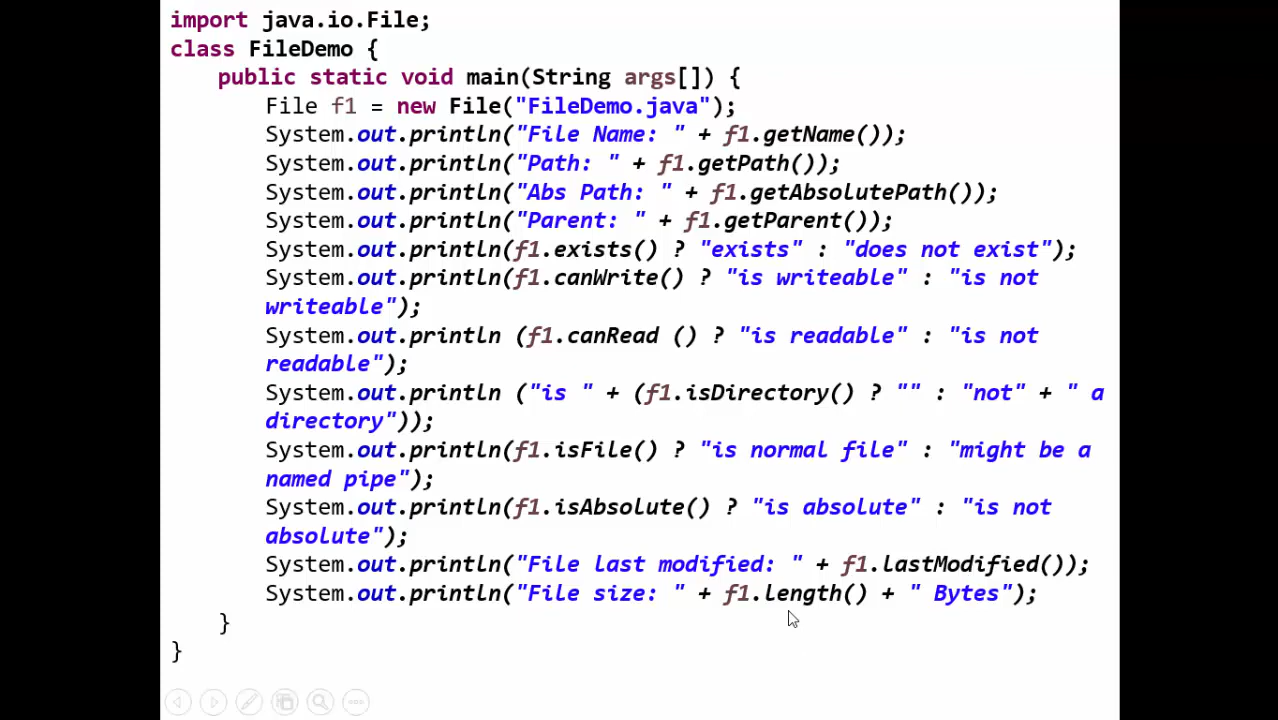 import java.io.File;
class FileDemo {
public static void main(String args[]) {
File f1 = new File("FileDemo.java");
System.out.println("File Name: " + f1.getName());
System.out.println("Path: " + f1.getPath());
System.out.println("Abs Path: " + f1.getAbsolutePath());
System.out.println("Parent: " + f1.getParent());
System.out.println(f1.exists() ? "exists" : "does not exist");
System.out.println(f1.canWrite() ? "is writeable" : "is not
writeable");
System.out.println (f1.canRead () ? "is readable" : "is not
readable");
System.out.println ("is " + (f1.isDirectory() ? "" : "not" + " a
directory"));
System.out.println(f1.isFile() ? "is normal file" : "might be a
named pipe");
System.out.println(f1.isAbsolute() ? "is absolute" : "is not
absolute");
System.out.println("File last modified: " + f1.lastModified());
System.out.println("File size: " + f1.length() + " Bytes");
}
}